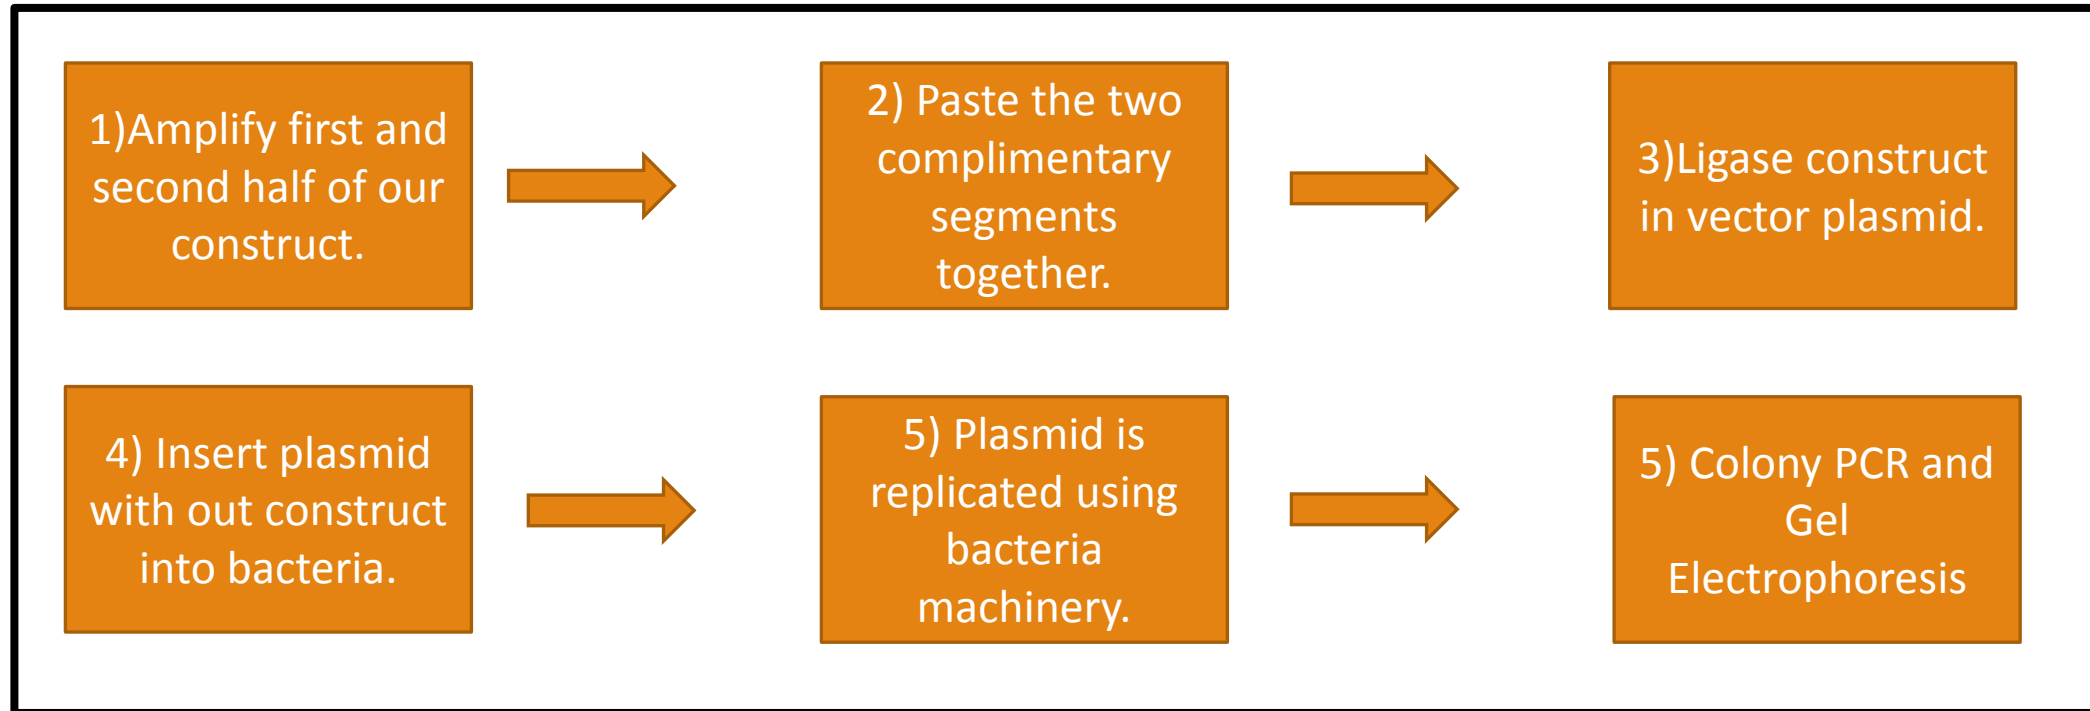 1)Amplify first and
second half of our
construct.
2) Paste the two
complimentary
segments
together.
3)Ligase construct
in vector plasmid.
4) Insert plasmid
with out construct
into bacteria.
5) Plasmid is
replicated using
bacteria
machinery.
5) Colony PCR and
Gel
Electrophoresis